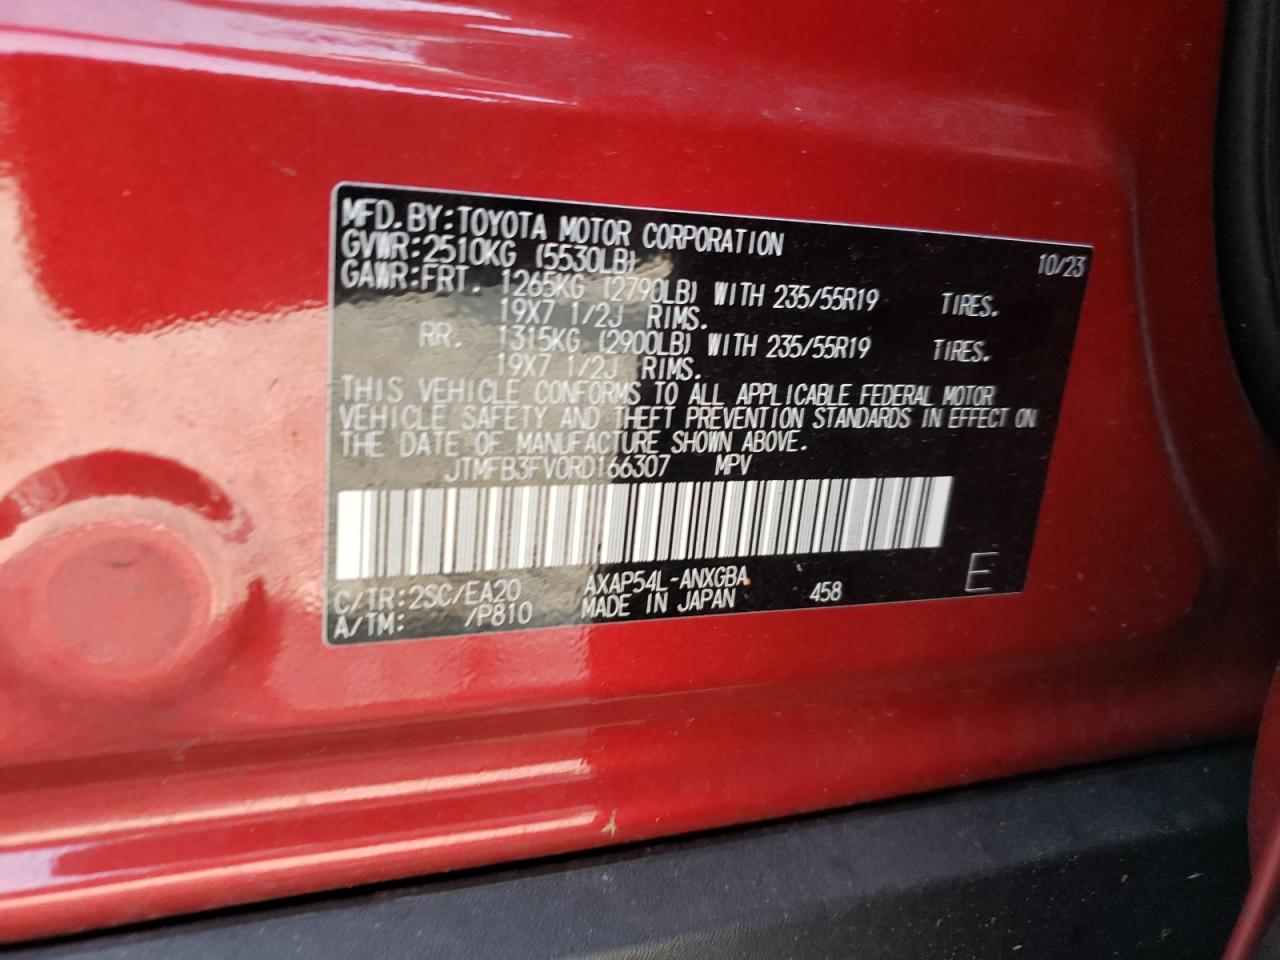 MFD.BY:TOYOTA MOTOR CORPORATION 10/23
GVWR:2510KG (5530LB)
GAWR:FRT. 1265KG (2790LB) WITH 235/55R19 TIRES.
19X7 1/2J RIMS.
RR. 1315KG (2900LB) WITH 235/55R19 TIRES.
19X7 1/2J RIMS.
THIS VEHICLE CONFORMS TO ALL APPLICABLE FEDERAL MOTOR
VEHICLE SAFETY AND THEFT PREVENTION STANDARDS IN EFFECT ON
THE DATE OF MANUFACTURE SHOWN ABOVE.
JTMFB3FV0RD166307 MPV
C/TR:2SC/EA20 AXAP54L-ANXGBA 458 E
A/TM: /P810 MADE IN JAPAN